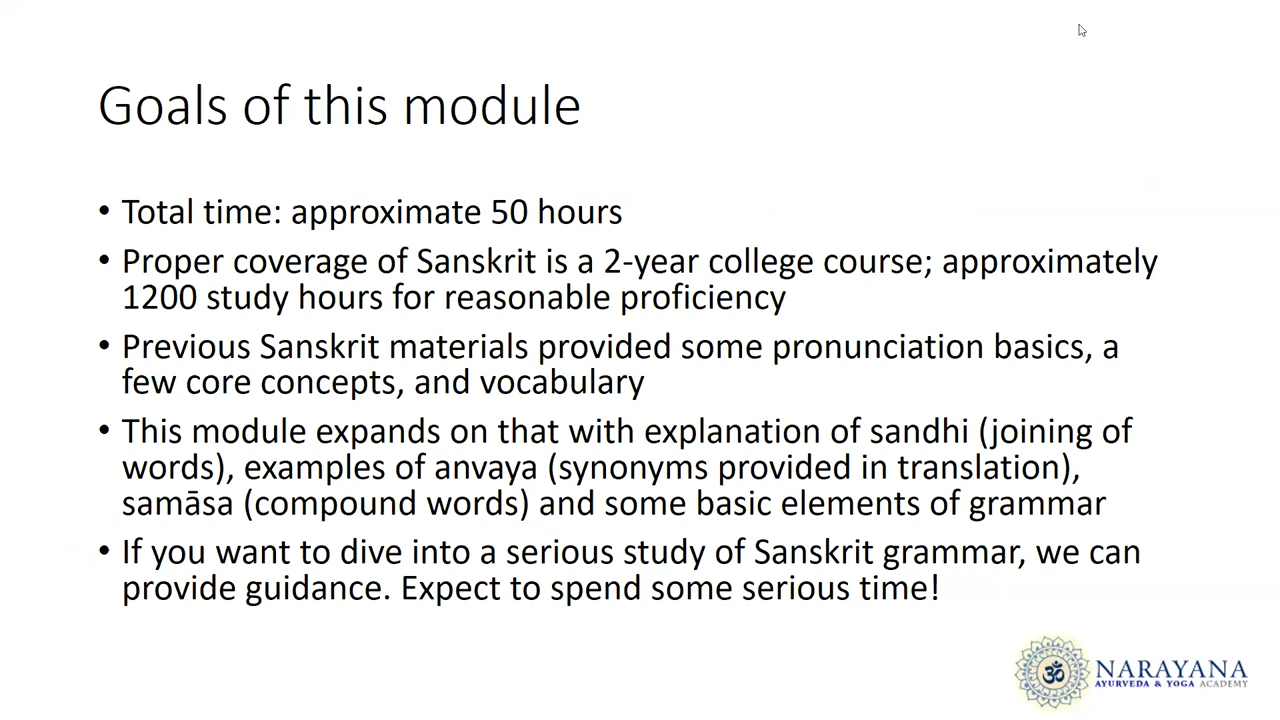 Goals of this module
• Total time: approximate 50 hours
• Proper coverage of Sanskrit is a 2-year college course; approximately
1200 study hours for reasonable proficiency
• Previous Sanskrit materials provided some pronunciation basics, a
few core concepts, and vocabulary
• This module expands on that with explanation of sandhi (joining of
words), examples of anvaya (synonyms provided in translation),
samāsa (compound words) and some basic elements of grammar
• If you want to dive into a serious study of Sanskrit grammar, we can
provide guidance. Expect to spend some serious time!
ॐ
NARAYANA
AYURVEDA & YOGA ACADEMY